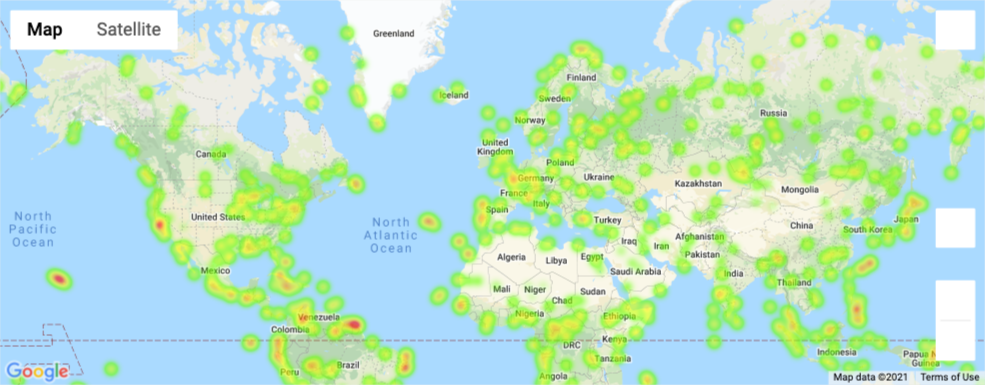 Map
Satellite
Greenland
Finland
Iceland
Sweden
Russia
Norway
United
Kingdom
Canada
Poland
Germany
Ukraine
Kazakhstan
Mongolia
France
Italy
North
Pacific
Ocean
United States
North
Atlantic
Ocean
Spain
Turkey
China
South Korea
Japan
Afghanistan
Iraq
Iran
Pakistan
Algeria
Libya
Egypt
Saudi Arabia
Mexico
India
Thailand
Mali
Niger
Sudan
Chad
Nigeria
Ethiopia
Venezuela
Colombia
DRC
Kenya
Indonesia
Papua N
Guinea
Tanzania
Peru
Brazil
Angola
Google
Map data ©2021
Terms of Use